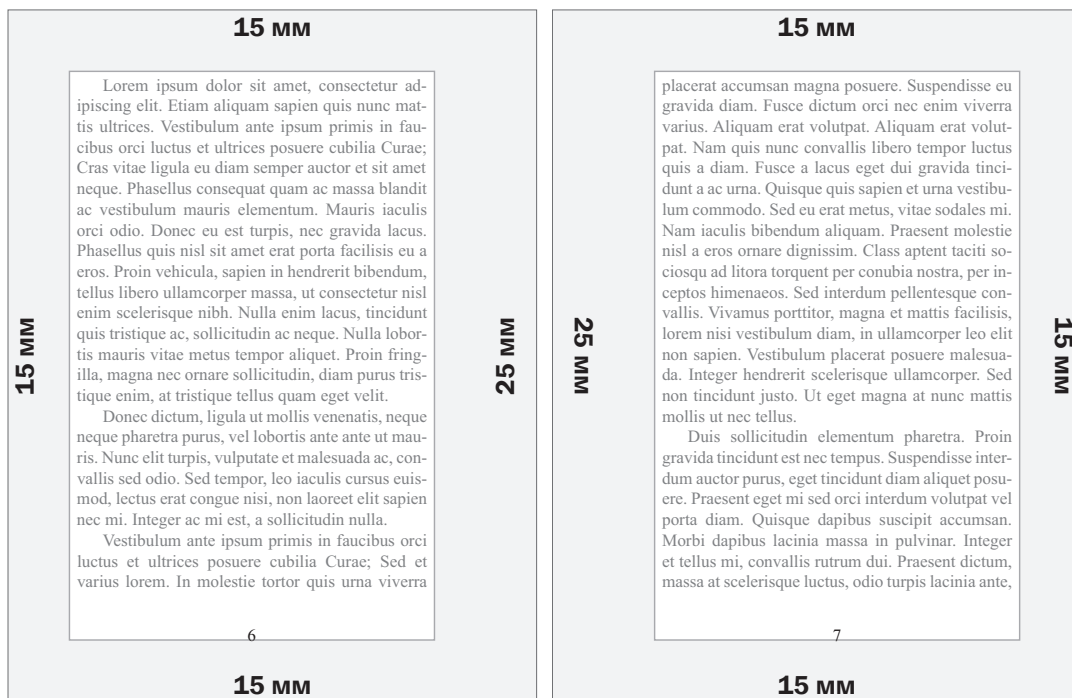 15 мм
15 мм
Lorem ipsum dolor sit amet, consectetur ad-
ipiscing elit. Etiam aliquam sapien quis nunc mat-
tis ultrices. Vestibulum ante ipsum primis in fau-
cibus orci luctus et ultrices posuere cubilia Curae;
Cras vitae ligula eu diam semper auctor et sit amet
neque. Phasellus consequat quam ac massa blandit
ac vestibulum mauris elementum. Mauris iaculis
orci odio. Donec eu est turpis, nec gravida lacus.
Phasellus quis nisl sit amet erat porta facilisis eu a
eros. Proin vehicula, sapien in hendrerit bibendum,
tellus libero ullamcorper massa, ut consectetur nisl
enim scelerisque nibh. Nulla enim lacus, tincidunt
quis tristique ac, sollicitudin ac neque. Nulla lobor-
tis mauris vitae metus tempor aliquet. Proin fring-
illa, magna nec ornare sollicitudin, diam purus tris-
tique enim, at tristique tellus quam eget velit.
Donec dictum, ligula ut mollis venenatis, neque
neque pharetra purus, vel lobortis ante ante ut mau-
ris. Nunc elit turpis, vulputate et malesuada ac, con-
vallis sed odio. Sed tempor, leo iaculis cursus euis-
mod, lectus erat congue nisi, non laoreet elit sapien
nec mi. Integer ac mi est, a sollicitudin nulla.
Vestibulum ante ipsum primis in faucibus orci
luctus et ultrices posuere cubilia Curae; Sed et
varius lorem. In molestie tortor quis urna viverra
25 мм
6
15 мм
15 мм
25 мм
placerat accumsan magna posuere. Suspendisse eu
gravida diam. Fusce dictum orci nec enim viverra
varius. Aliquam erat volutpat. Aliquam erat volut-
pat. Nam quis nunc convallis libero tempor luctus
quis a diam. Fusce a lacus eget dui gravida tinci-
dunt a ac urna. Quisque quis sapien et urna vestibu-
lum commodo. Sed eu erat metus, vitae sodales mi.
Nam iaculis bibendum aliquam. Praesent molestie
nisl a eros ornare dignissim. Class aptent taciti so-
ciosqu ad litora torquent per conubia nostra, per in-
ceptos himenaeos. Sed interdum pellentesque con-
vallis. Vivamus porttitor, magna et mattis facilisis,
lorem nisi vestibulum diam, in ullamcorper leo elit
non sapien. Vestibulum placerat posuere malesua-
da. Integer hendrerit scelerisque ullamcorper. Sed
non tincidunt justo. Ut eget magna at nunc mattis
mollis ut nec tellus.
Duis sollicitudin elementum pharetra. Proin
gravida tincidunt est nec tempus. Suspendisse inter-
dum auctor purus, eget tincidunt diam aliquet posu-
ere. Praesent eget mi sed orci interdum volutpat vel
porta diam. Quisque dapibus suscipit accumsan.
Morbi dapibus lacinia massa in pulvinar. Integer
et tellus mi, convallis rutrum dui. Praesent dictum,
massa at scelerisque luctus, odio turpis lacinia ante,
15 мм
7
15 мм